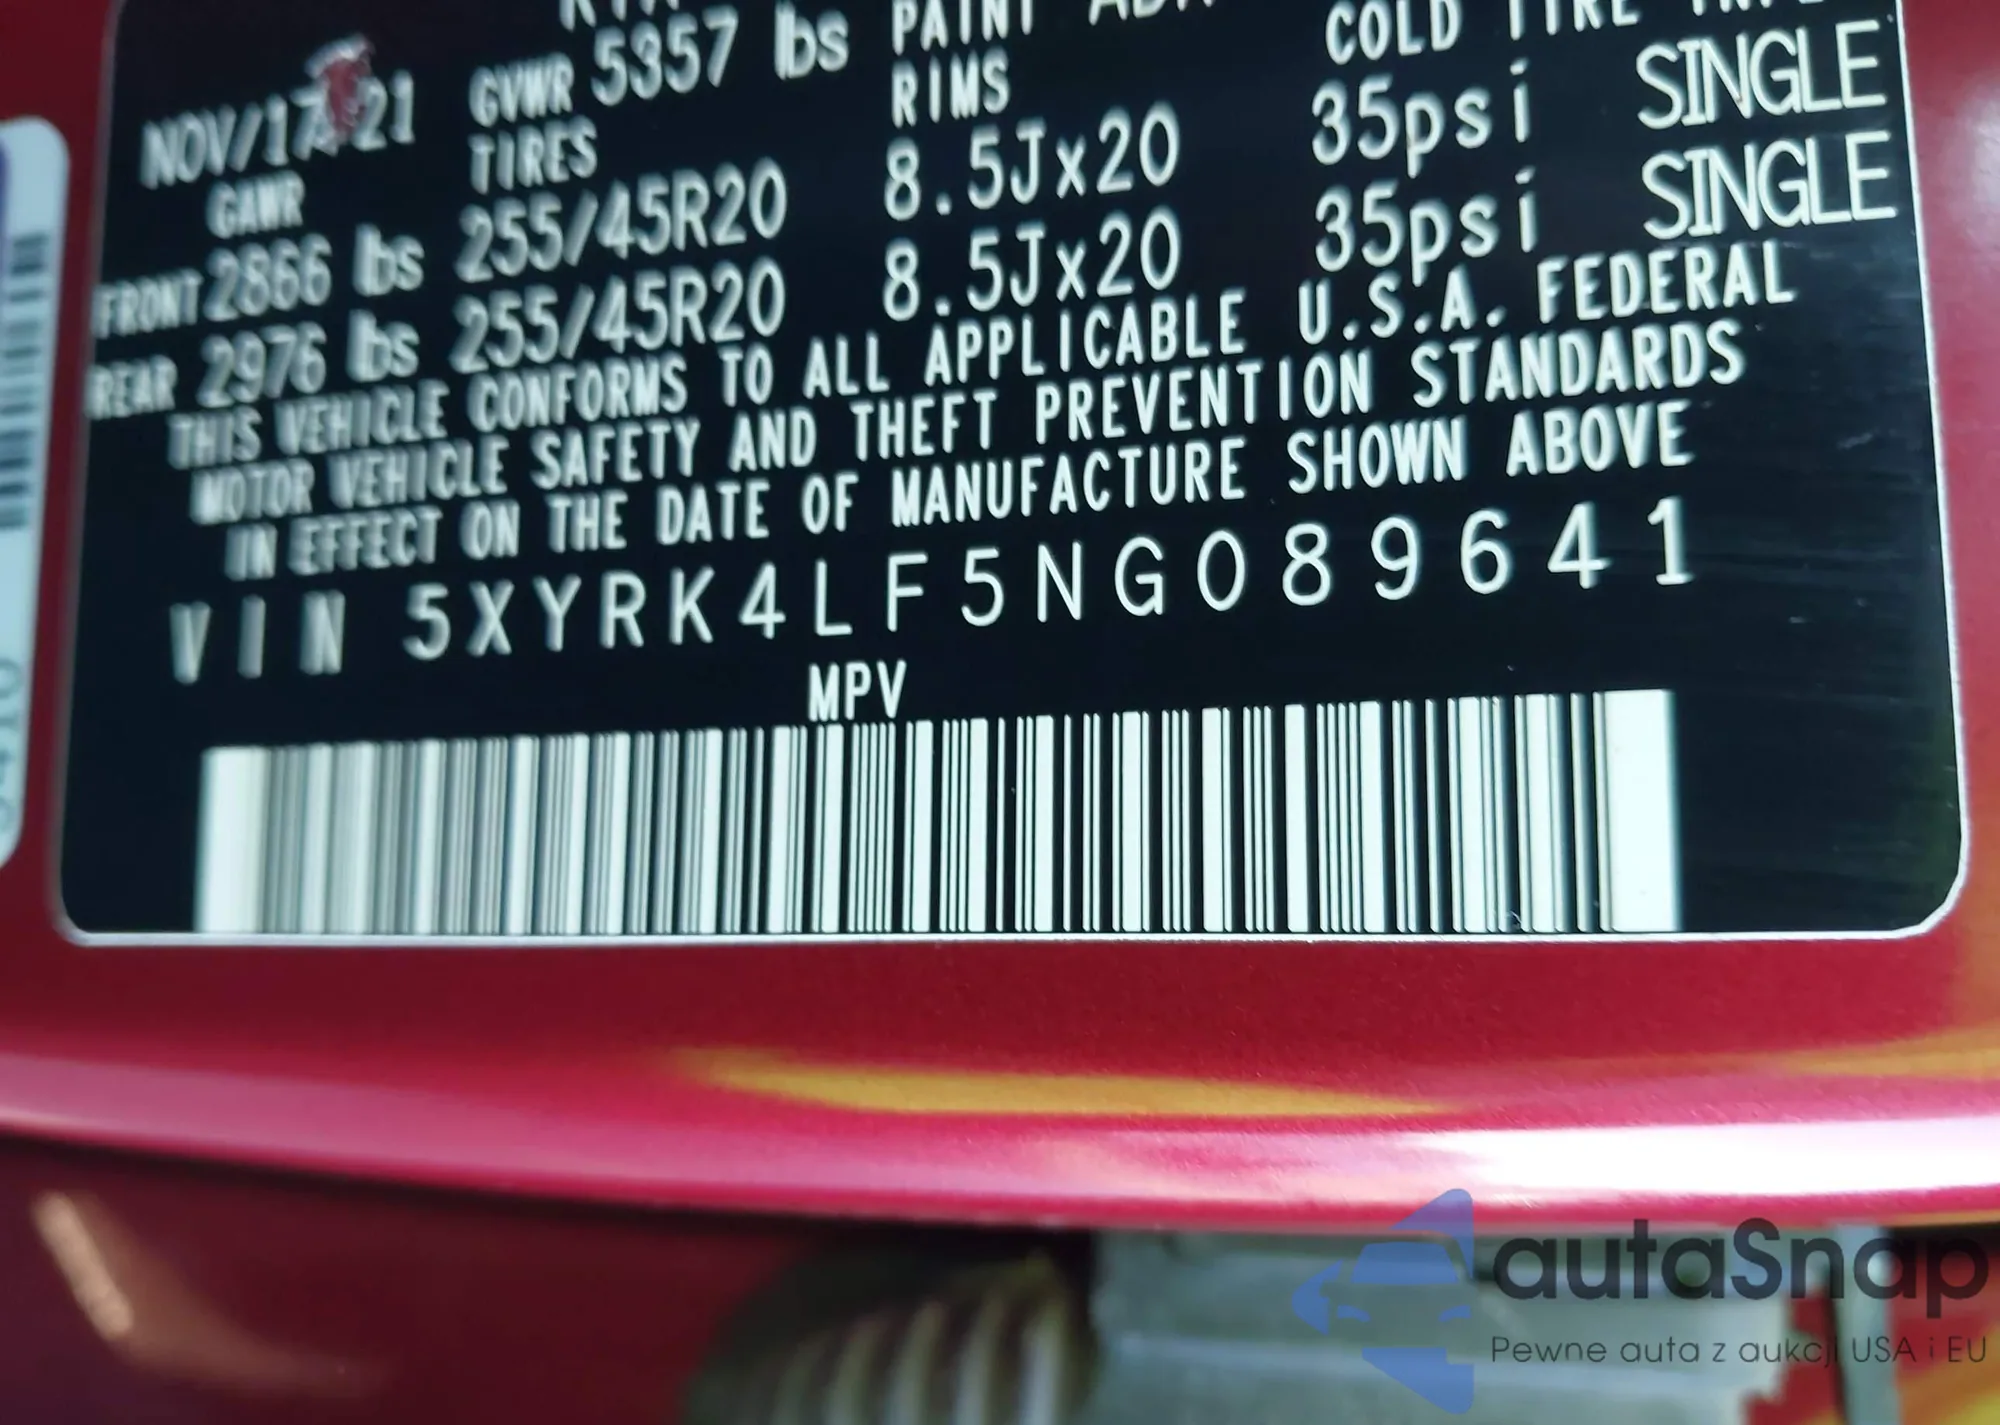 PAINT
COLD TIRE
NOV/17/21 GVWR 5357 lbs RIMS
GAWR TIRES
FRONT 2866 lbs 255/45R20 8.5Jx20 35psi SINGLE
REAR 2976 lbs 255/45R20 8.5Jx20 35psi SINGLE
THIS VEHICLE CONFORMS TO ALL APPLICABLE U.S.A. FEDERAL
MOTOR VEHICLE SAFETY AND THEFT PREVENTION STANDARDS
IN EFFECT ON THE DATE OF MANUFACTURE SHOWN ABOVE
VIN 5XYRK4LF5NG089641
MPV
autaSnap
Pewne auta z aukcji USA i EU